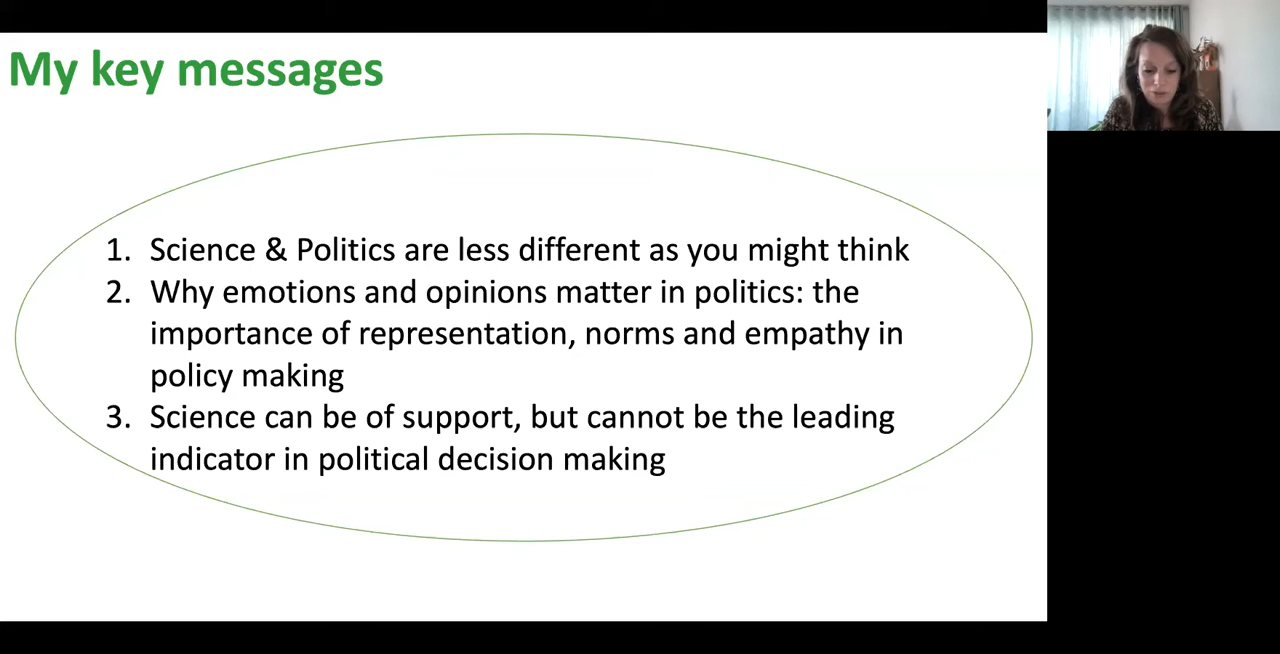 My key messages
1. Science & Politics are less different as you might think
2. Why emotions and opinions matter in politics: the
importance of representation, norms and empathy in
policy making
3. Science can be of support, but cannot be the leading
indicator in political decision making